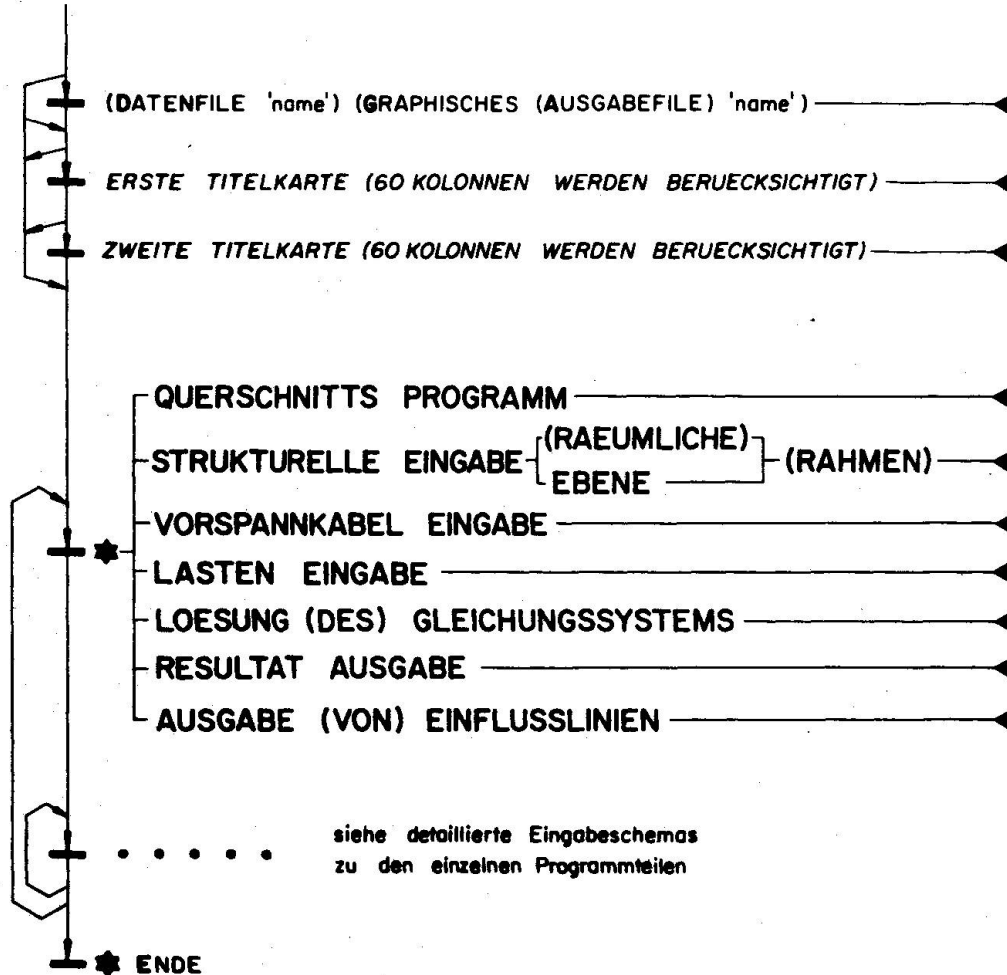 (DATENFILE 'name') (GRAPHISCHES (AUSGABEFILE) 'name')
ERSTE TITELKARTE (60 KOLONNEN WERDEN BERUECKSICHTIGT)
ZWEITE TITELKARTE (60 KOLONNEN WERDEN BERUECKSICHTIGT)
QUERSCHNITTS PROGRAMM
STRUKTURELLE EINGABE (RAEUMLICHE) EBENE (RAHMEN)
VORSPANNKABEL EINGABE
LASTEN EINGABE
LOESUNG (DES) GLEICHUNGSSYSTEMS
RESULTAT AUSGABE
AUSGABE (VON) EINFLUSSLINIEN
siehe detaillierte Eingabeschemas
zu den einzelnen Programmteilen
ENDE